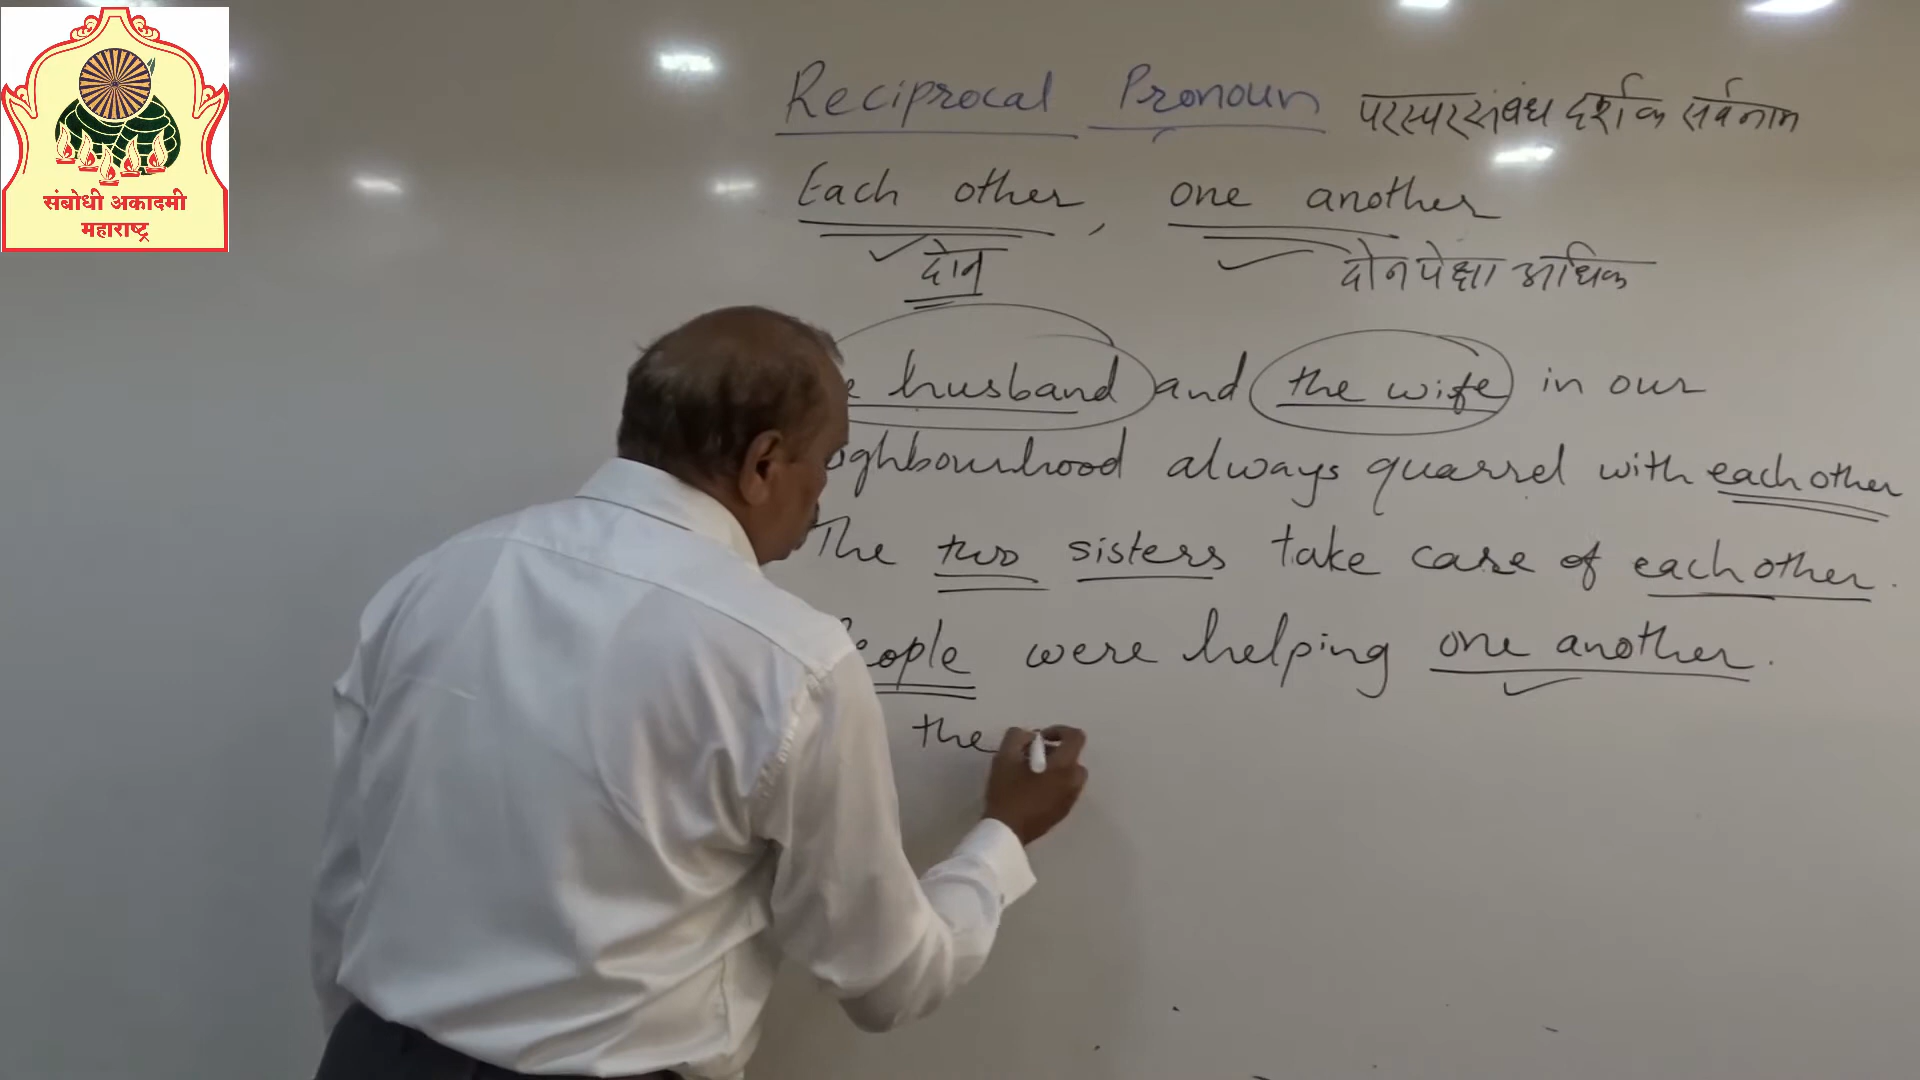 संबोधी अकादमी
महाराष्ट्र
Reciprocal Pronoun परस्परसंबंध दर्शक सर्वनाम
Each other, one another
दोन दोनपेक्षा अधिक
husband and the wife in our
ghbourhood always quarrel with each other
The two sisters take care of each other.
People were helping one another.
the